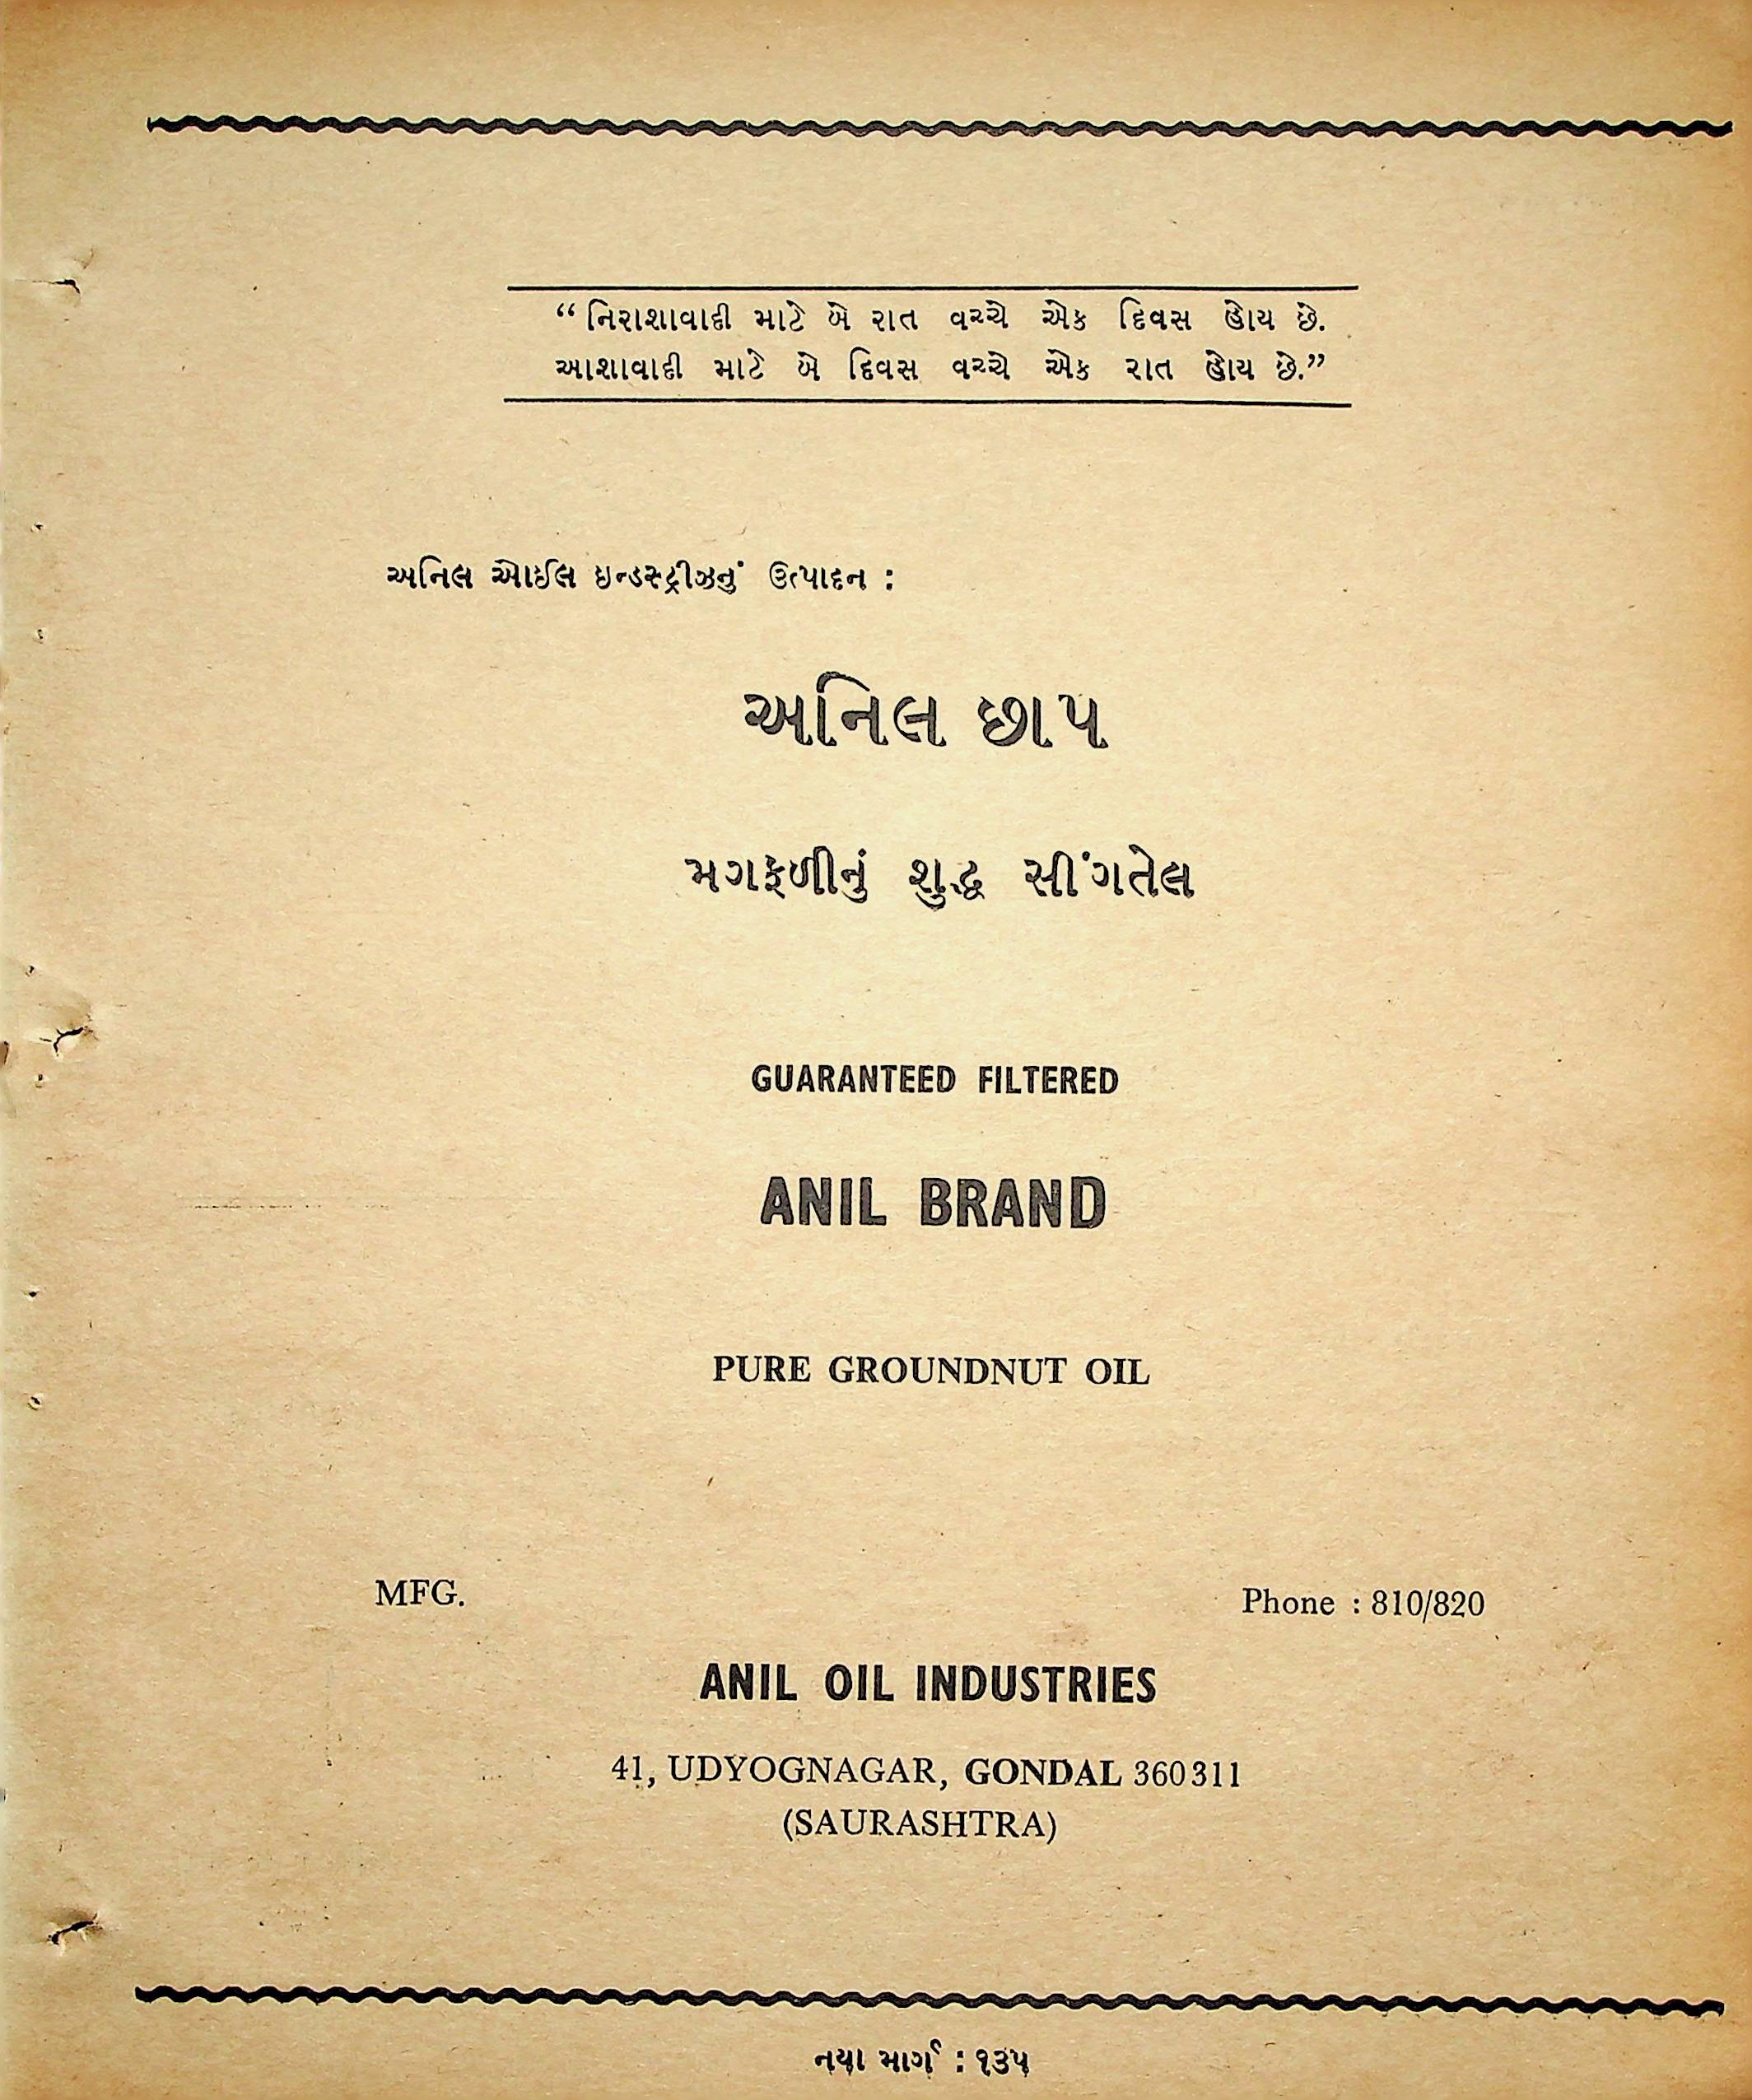 “નિરાશાવાદી માટે બે રાત વચ્ચે એક દિવસ હોય છે.
આશાવાદી માટે બે દિવસ વચ્ચે એક રાત હોય છે.”
અનિલ ઓઈલ ઇન્ડસ્ટ્રીઝનું ઉત્પાદન :
અનિલ છાપ
મગફળીનું શુદ્ધ સીંગતેલ
GUARANTEED FILTERED
ANIL BRAND
PURE GROUNDNUT OIL
MFG. Phone : 810/820
ANIL OIL INDUSTRIES
41, UDYOGNAGAR, GONDAL 360311
(SAURASHTRA)
નયા માર્ગ : ૧૩૫